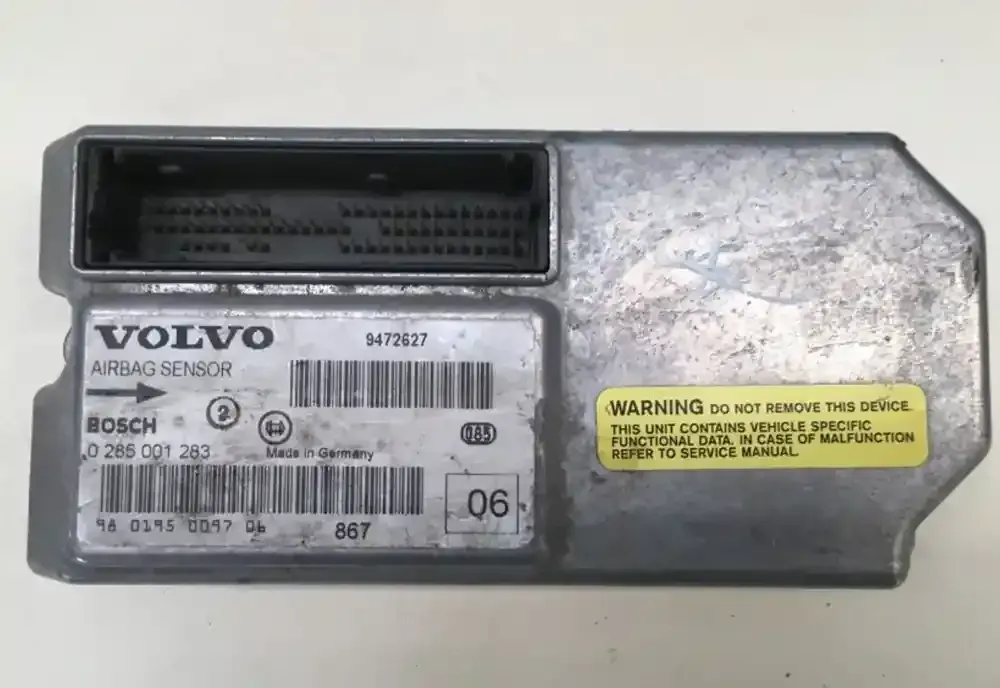 VOLVO
9472627
AIRBAG SENSOR
2
BOSCH
085
0 285 001 283
Made in Germany
06
98 0195 0097 06
867
WARNING DO NOT REMOVE THIS DEVICE.
THIS UNIT CONTAINS VEHICLE SPECIFIC
FUNCTIONAL DATA. IN CASE OF MALFUNCTION
REFER TO SERVICE MANUAL.